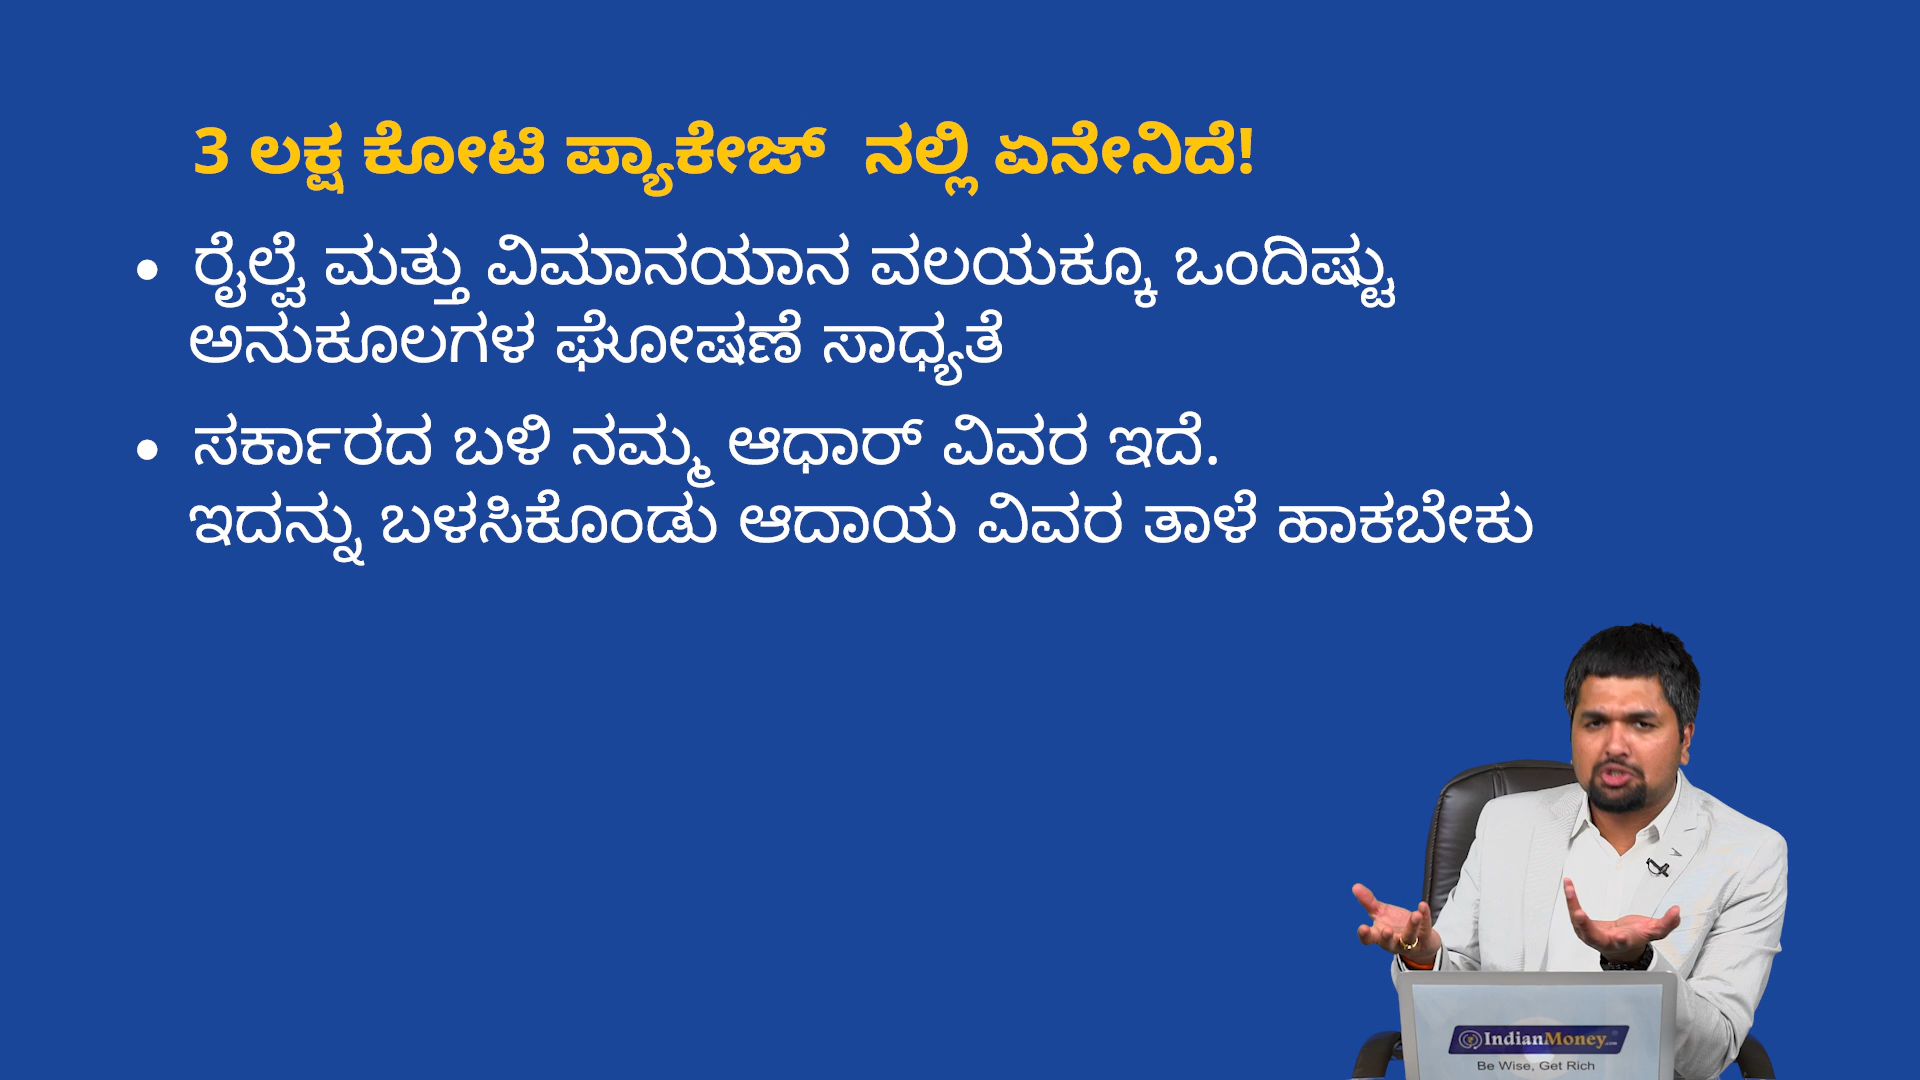 3 ಲಕ್ಷ ಕೋಟಿ ಪ್ಯಾಕೇಜ್ ನಲ್ಲಿ ಏನೇನಿದೆ!
• ರೈಲ್ವೆ ಮತ್ತು ವಿಮಾನಯಾನ ವಲಯಕ್ಕೂ ಒಂದಿಷ್ಟು
ಅನುಕೂಲಗಳ ಘೋಷಣೆ ಸಾಧ್ಯತೆ
• ಸರ್ಕಾರದ ಬಳಿ ನಮ್ಮ ಆಧಾರ್ ವಿವರ ಇದೆ.
ಇದನ್ನು ಬಳಸಿಕೊಂಡು ಆದಾಯ ವಿವರ ತಾಳೆ ಹಾಕಬೇಕು
IndianMoney.com
Be Wise, Get Rich